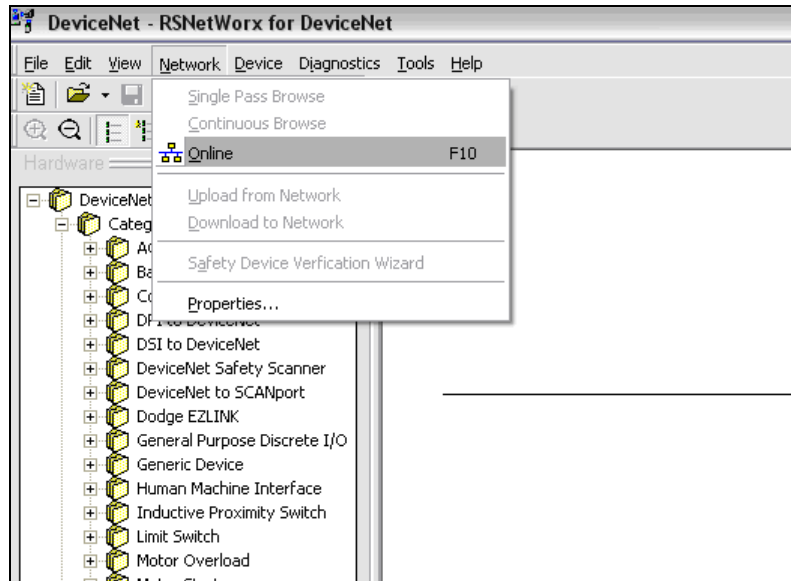 DeviceNet - RSNetWorx for DeviceNet
File Edit View Network Device Diagnostics Tools Help
Single Pass Browse
Continuous Browse
Online F10
Hardware
Upload from Network
Download to Network
Safety Device Verfication Wizard
Properties...
DeviceNet
DSI to DeviceNet
DeviceNet Safety Scanner
DeviceNet to SCANport
Dodge EZLINK
General Purpose Discrete I/O
Generic Device
Human Machine Interface
Inductive Proximity Switch
Limit Switch
Motor Overload